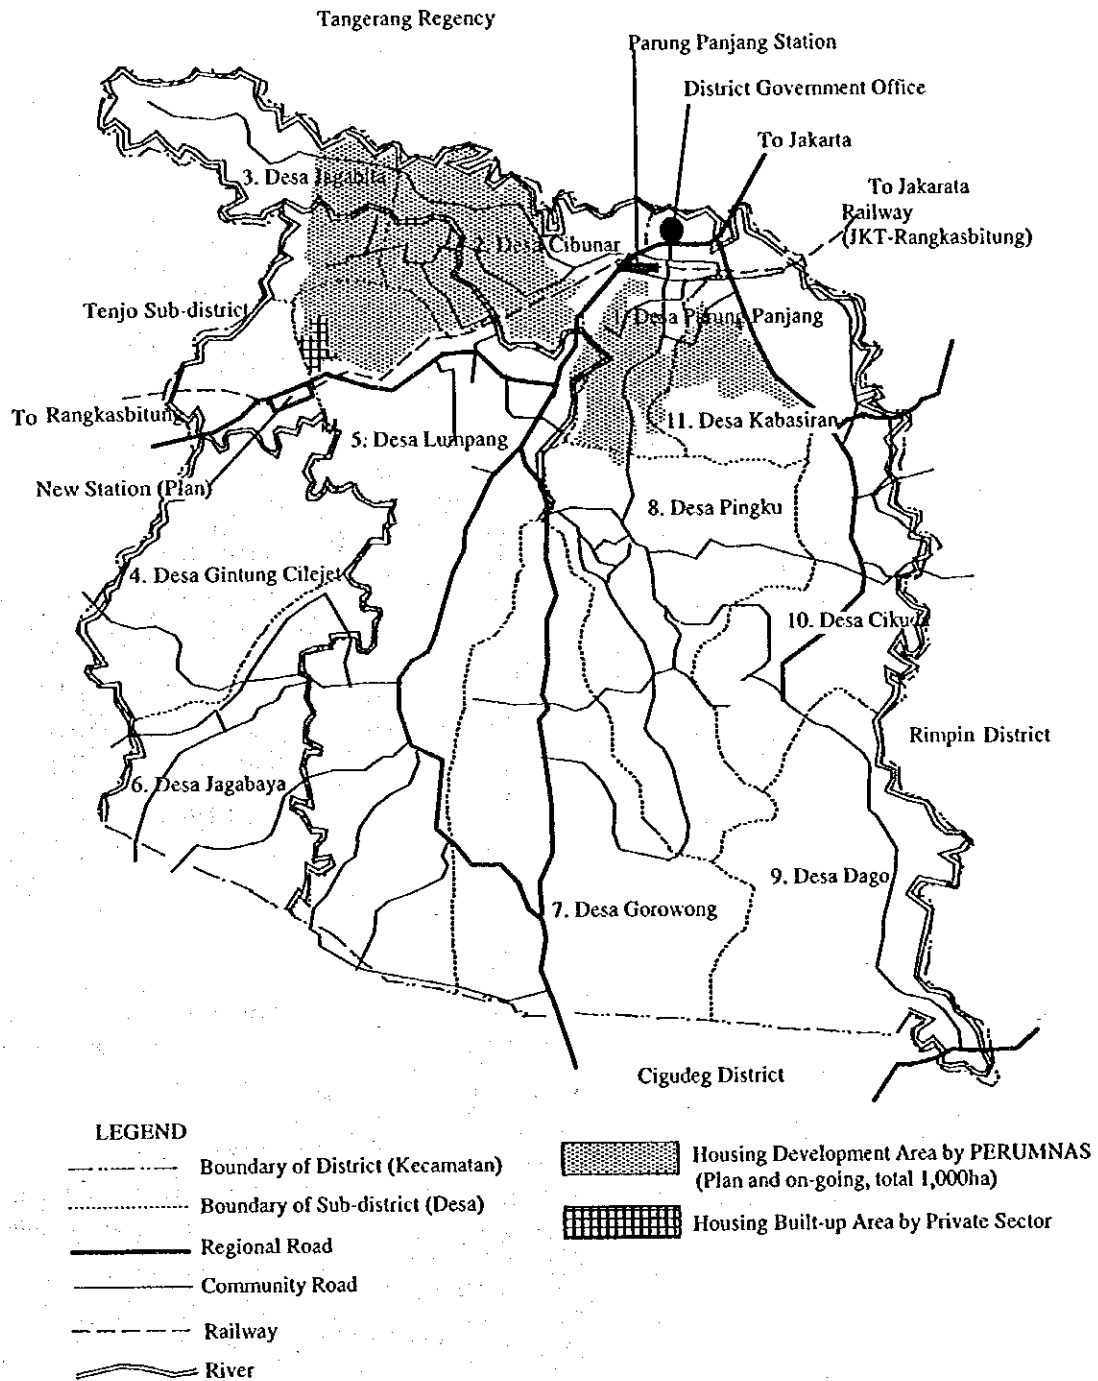 Tangerang Regency
Parung Panjang Station
District Government Office
To Jakarta
To Jakarata
Railway
(JKT-Rangkasbitung)
3. Desa Jagabita
2. Desa Cibunar
Tenjo Sub-district
1. Desa Parung Panjang
To Rangkasbitung
11. Desa Kabasiran
5. Desa Lumpang
New Station (Plan)
8. Desa Pingku
4. Desa Gintung Cilejet
10. Desa Cikuda
Rimpin District
6. Desa Jagabaya
9. Desa Dago
7. Desa Gorowong
Cigudeg District
LEGEND
Boundary of District (Kecamatan)
Boundary of Sub-district (Desa)
Regional Road
Community Road
Railway
River
Housing Development Area by PERUMNAS
(Plan and on-going, total 1,000ha)
Housing Built-up Area by Private Sector